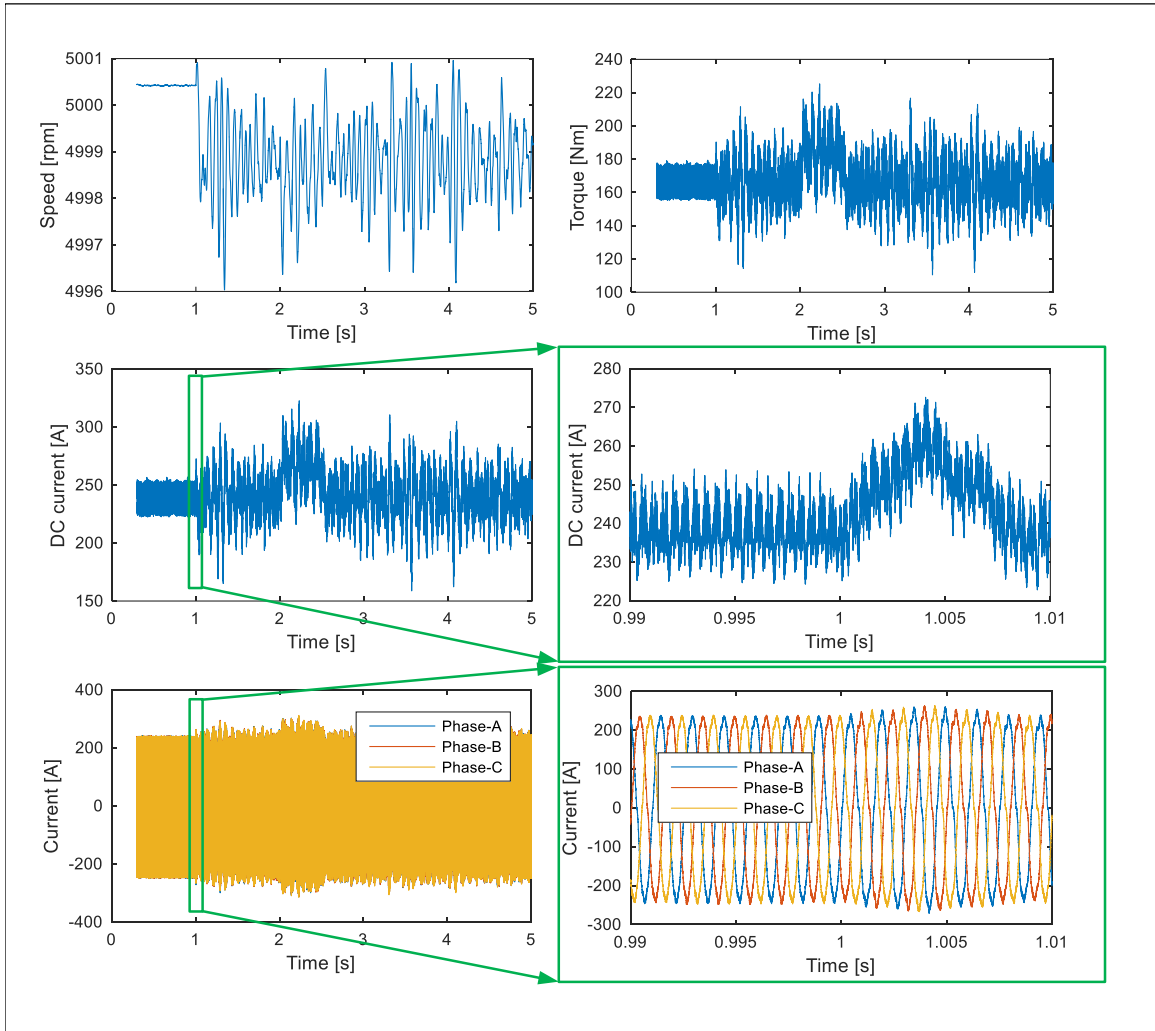 5001
5000
4999
4998
4997
4996
Speed [rpm]
0 1 2 3 4 5
Time [s]
240
220
200
180
160
140
120
100
Torque [Nm]
0 1 2 3 4 5
Time [s]
350
300
250
200
150
DC current [A]
0 1 2 3 4 5
Time [s]
280
270
260
250
240
230
220
DC current [A]
0.99 0.995 1 1.005 1.01
Time [s]
400
200
0
-200
-400
Current [A]
Phase-A
Phase-B
Phase-C
0 1 2 3 4 5
Time [s]
300
200
100
0
-100
-200
-300
Current [A]
Phase-A
Phase-B
Phase-C
0.99 0.995 1 1.005 1.01
Time [s]